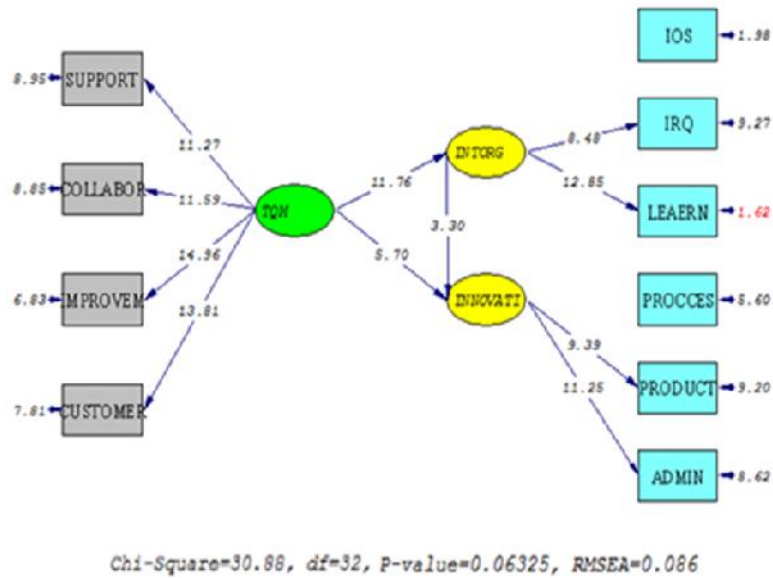 IOS
1.98
8.95
SUPPORT
11.27
IRQ
9.27
8.48
INTORG
12.85
8.85
COLLABOR
11.59
TQM
11.76
LEAERN
1.62
3.30
14.96
5.70
6.83
IMPROVEM
13.81
INNOVATI
PROCCES
8.60
9.39
PRODUCT
9.20
11.25
7.81
CUSTOMER
ADMIN
8.62
Chi-Square=30.88, df=32, P-value=0.06325, RMSEA=0.086